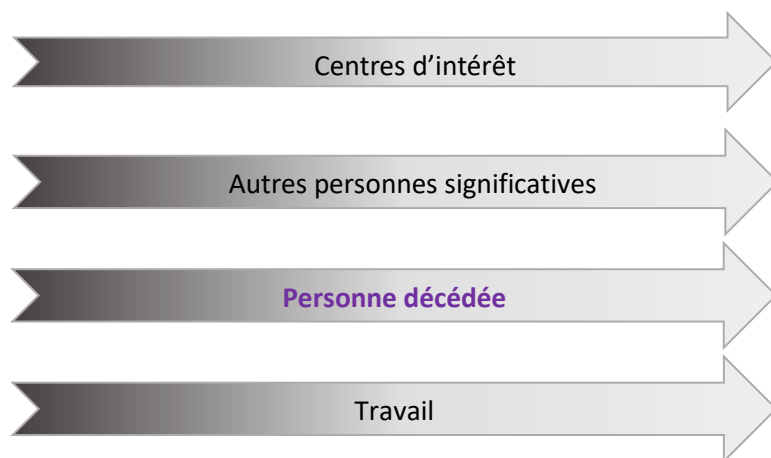 Centres d’intérêt
Autres personnes significatives
Personne décédée
Travail